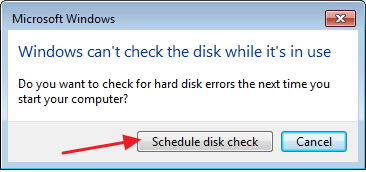 Microsoft Windows
Windows can't check the disk while it's in use
Do you want to check for hard disk errors the next time you
start your computer?
Schedule disk check
Cancel